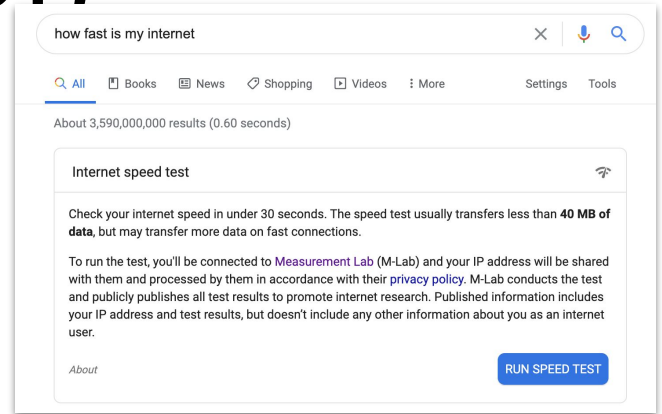 how fast is my internet
All Books News Shopping Videos More Settings Tools
About 3,590,000,000 results (0.60 seconds)
Internet speed test
Check your internet speed in under 30 seconds. The speed test usually transfers less than 40 MB of
data, but may transfer more data on fast connections.
To run the test, you'll be connected to Measurement Lab (M-Lab) and your IP address will be shared
with them and processed by them in accordance with their privacy policy. M-Lab conducts the test
and publicly publishes all test results to promote internet research. Published information includes
your IP address and test results, but doesn't include any other information about you as an internet
user.
About RUN SPEED TEST